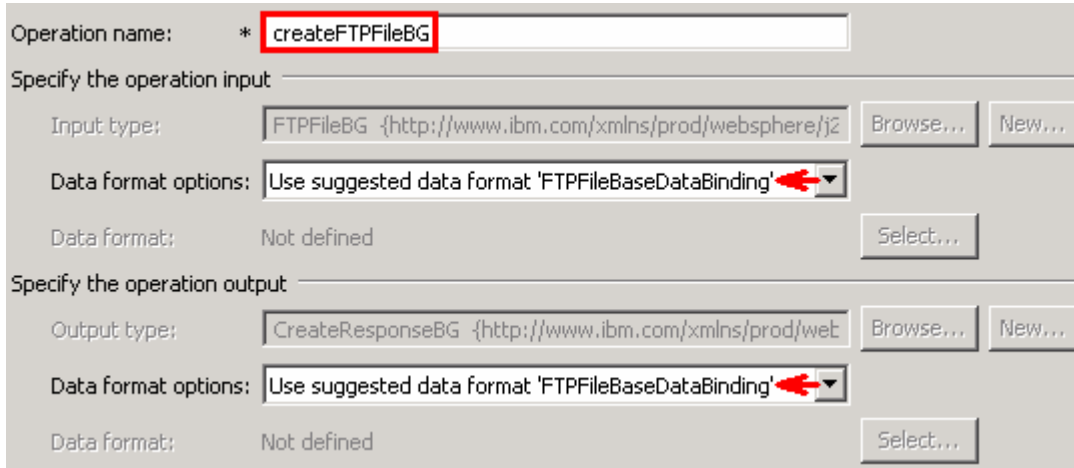 Operation name: * createFTPFileBG
Specify the operation input
Input type: FTPFileBG {http://www.ibm.com/xmlns/prod/websphere/j2 Browse... New...
Data format options: Use suggested data format 'FTPFileBaseDataBinding'
Data format: Not defined Select...
Specify the operation output
Output type: CreateResponseBG {http://www.ibm.com/xmlns/prod/web Browse... New...
Data format options: Use suggested data format 'FTPFileBaseDataBinding'
Data format: Not defined Select...